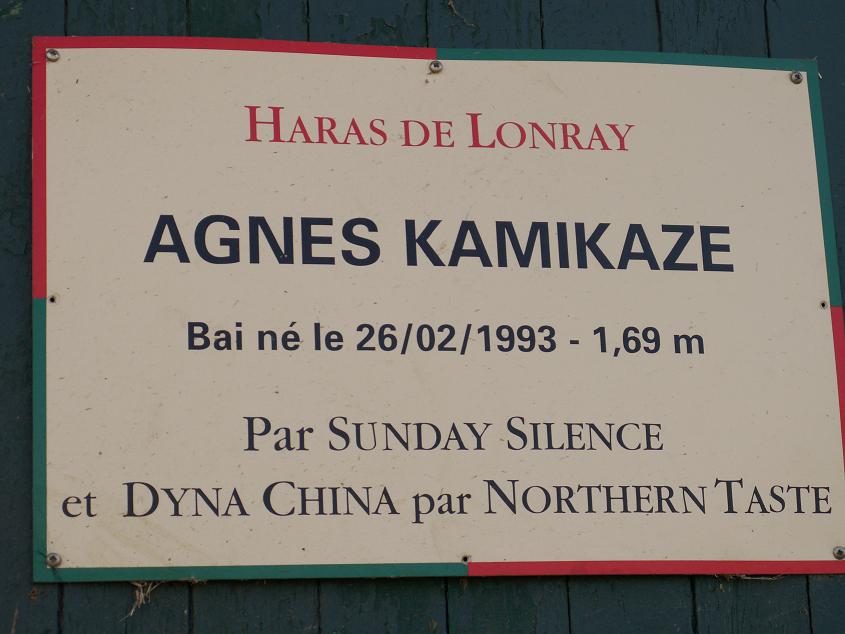 HARAS DE LONRAY
AGNES KAMIKAZE
Bai né le 26/02/1993 - 1,69 m
Par SUNDAY SILENCE
et DYNA CHINA par NORTHERN TASTE